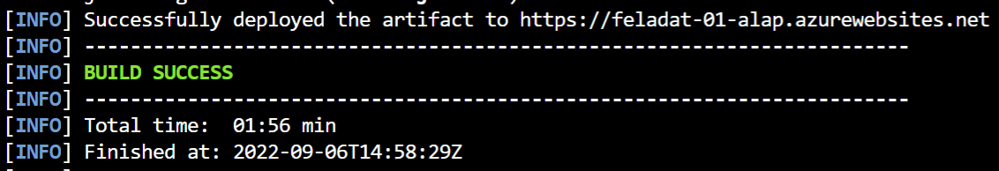 [INFO] Successfully deployed the artifact to https://feladat-01-alap.azurewebsites.net
[INFO] ------------------------------------------------------------------------
[INFO] BUILD SUCCESS
[INFO] ------------------------------------------------------------------------
[INFO] Total time:  01:56 min
[INFO] Finished at: 2022-09-06T14:58:29Z